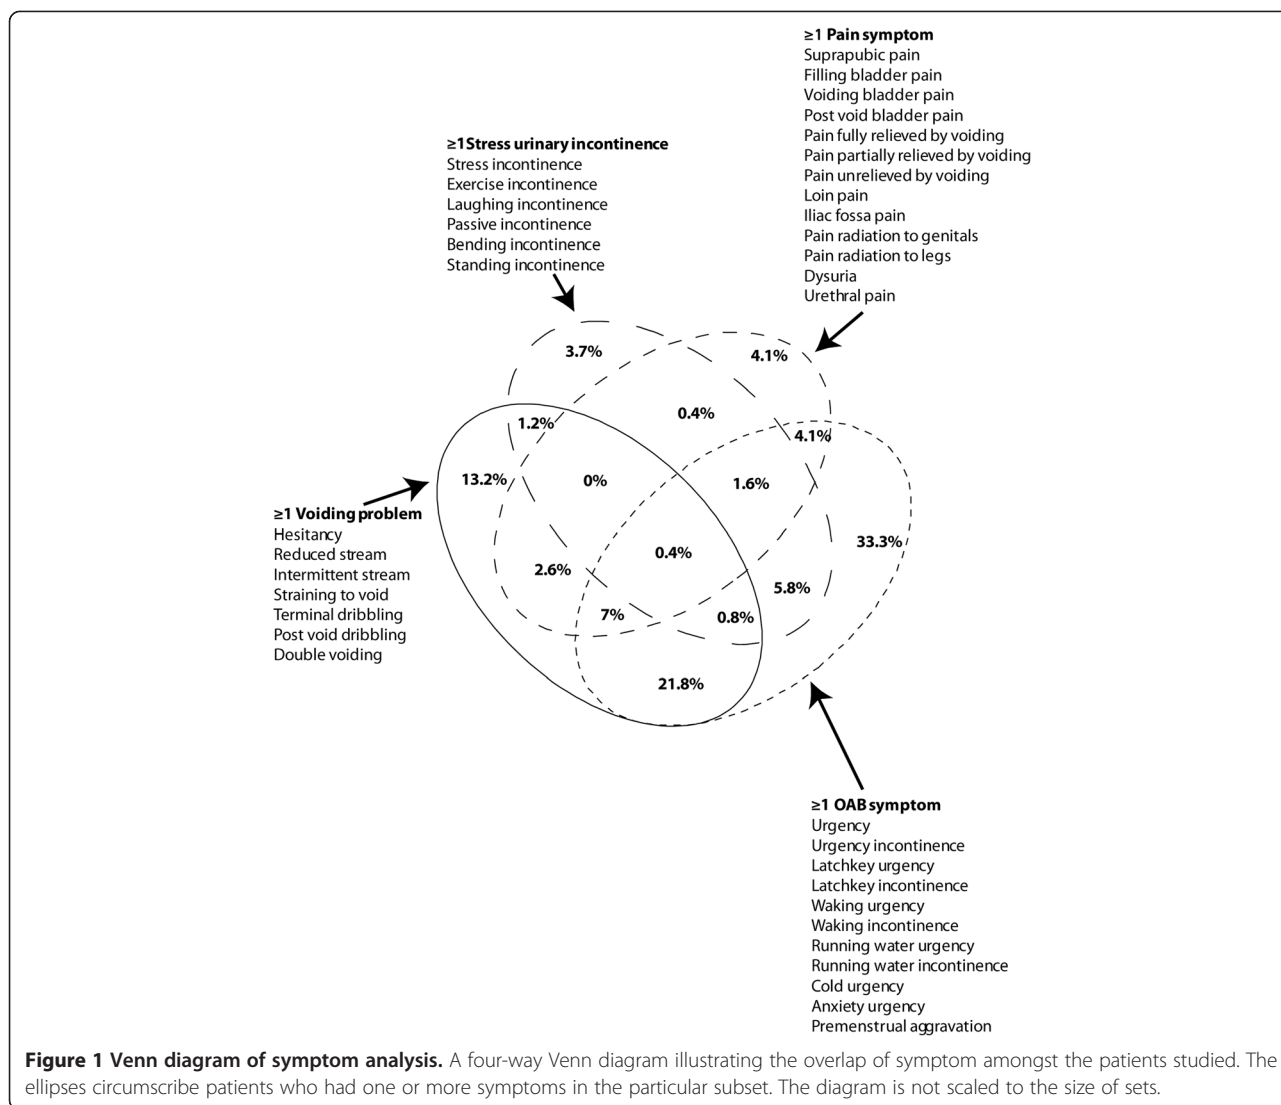 ≥1 Pain symptom
Suprapubic pain
Filling bladder pain
Voiding bladder pain
Post void bladder pain
Pain fully relieved by voiding
Pain partially relieved by voiding
Pain unrelieved by voiding
Loin pain
Iliac fossa pain
Pain radiation to genitals
Pain radiation to legs
Dysuria
Urethral pain
≥1 Stress urinary incontinence
Stress incontinence
Exercise incontinence
Laughing incontinence
Passive incontinence
Bending incontinence
Standing incontinence
3.7%
4.1%
0.4%
1.2%
4.1%
13.2%
0%
1.6%
33.3%
0.4%
2.6%
5.8%
7%
0.8%
21.8%
≥1 Voiding problem
Hesitancy
Reduced stream
Intermittent stream
Straining to void
Terminal dribbling
Post void dribbling
Double voiding
≥1 OAB symptom
Urgency
Urgency incontinence
Latchkey urgency
Latchkey incontinence
Waking urgency
Waking incontinence
Running water urgency
Running water incontinence
Cold urgency
Anxiety urgency
Premenstrual aggravation
Figure 1 Venn diagram of symptom analysis. A four-way Venn diagram illustrating the overlap of symptom amongst the patients studied. The
ellipses circumscribe patients who had one or more symptoms in the particular subset. The diagram is not scaled to the size of sets.